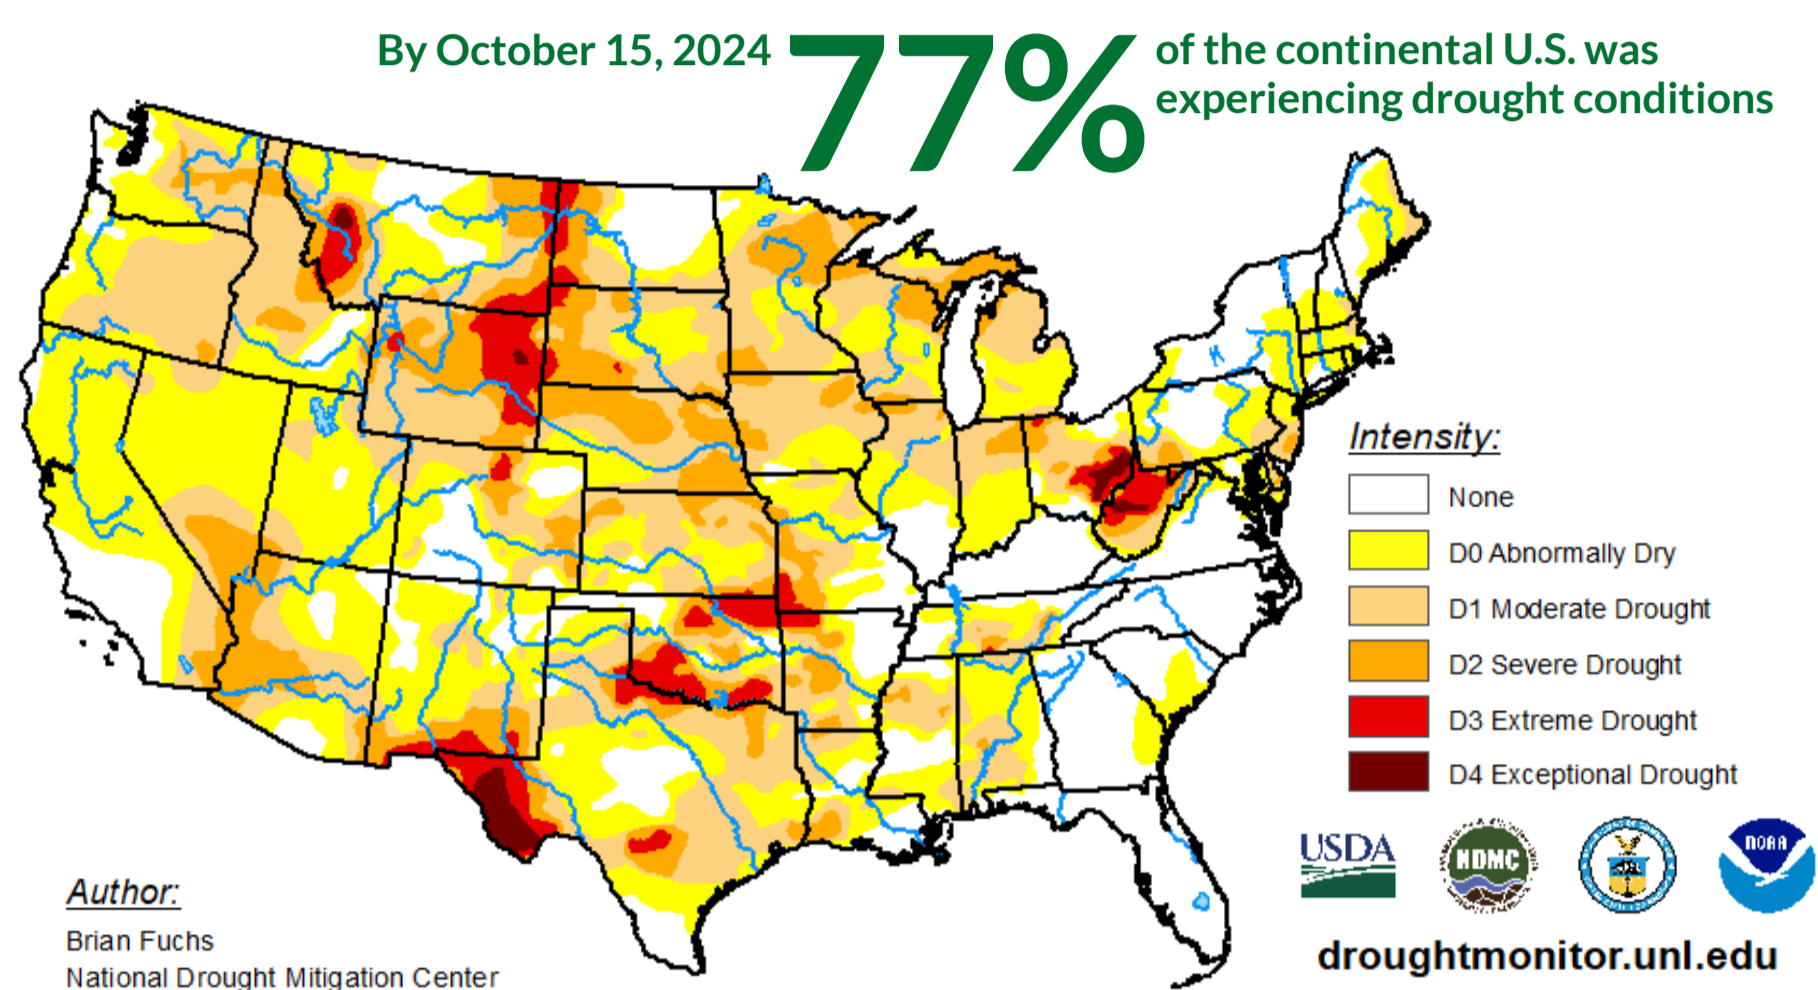 By October 15, 2024
77%
of the continental U.S. was
experiencing drought conditions
Intensity:
None
D0 Abnormally Dry
D1 Moderate Drought
D2 Severe Drought
D3 Extreme Drought
D4 Exceptional Drought
USDA
NDMC
NOAA
droughtmonitor.unl.edu
Author:
Brian Fuchs
National Drought Mitigation Center